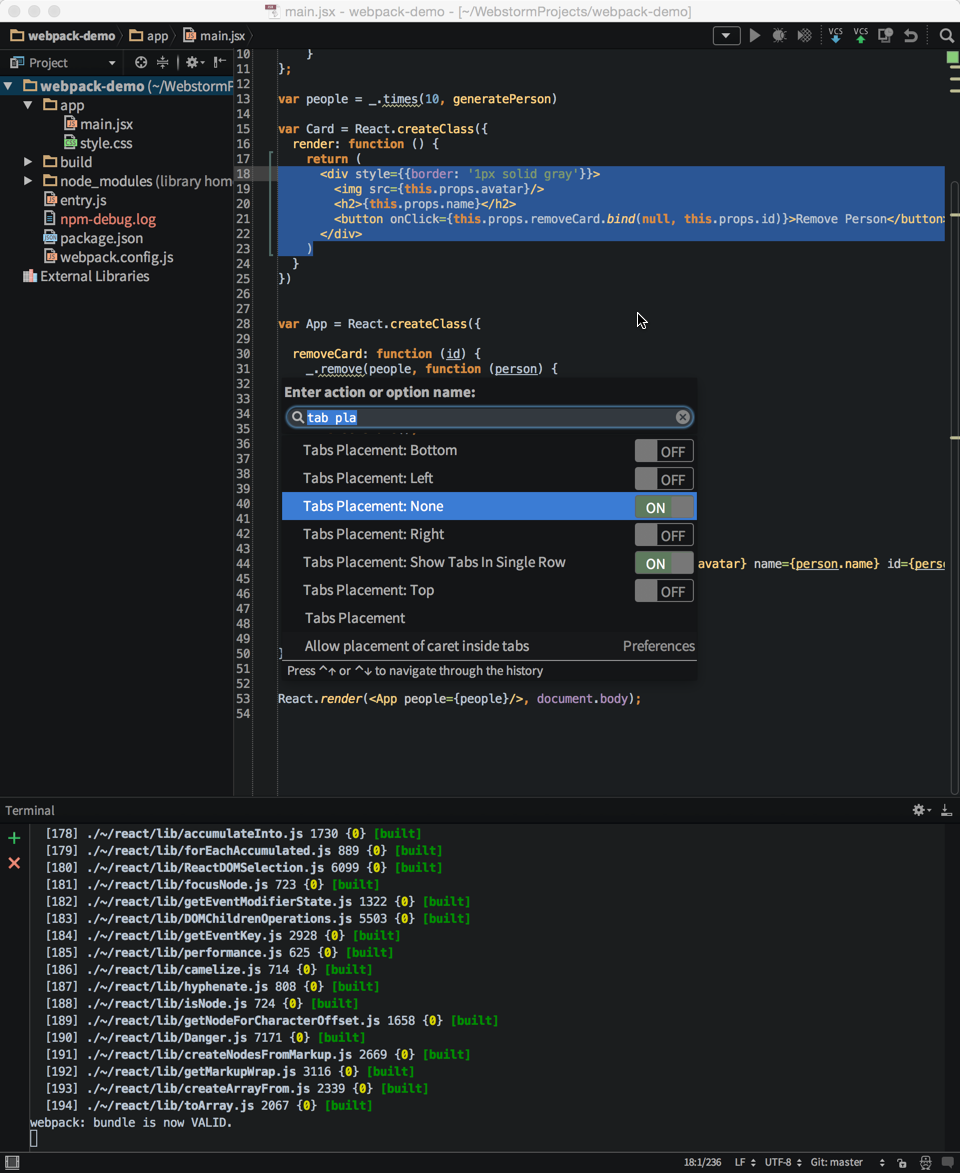 main.jsx - webpack-demo - [~/WebstormProjects/webpack-demo]
webpack-demo app main.jsx
VCS VCS
Project
webpack-demo (~/WebstormP
app
main.jsx
style.css
build
node_modules (library hom
entry.js
npm-debug.log
package.json
webpack.config.js
External Libraries
10 }
11 };
12
13 var people = _.times(10, generatePerson)
14
15 var Card = React.createClass({
16 render: function () {
17 return (
18 <div style={{border: '1px solid gray'}}>
19 <img src={this.props.avatar}/>
20 <h2>{this.props.name}</h2>
21 <button onClick={this.props.removeCard.bind(null, this.props.id)}>Remove Person</button>
22 </div>
23 )
24 }
25 })
26
27
28 var App = React.createClass({
29
30 removeCard: function (id) {
31 _.remove(people, function (person) {
32
33
34
35
36
37
38
39
40
41
42
43
44 avatar} name={person.name} id={perso
45
46
47
48
49
50 }
51
52
53 React.render(<App people={people}/>, document.body);
54
Enter action or option name:
tab pla
Tabs Placement: Bottom OFF
Tabs Placement: Left OFF
Tabs Placement: None ON
Tabs Placement: Right OFF
Tabs Placement: Show Tabs In Single Row ON
Tabs Placement: Top OFF
Tabs Placement
Allow placement of caret inside tabs Preferences
Press ^↑ or ^↓ to navigate through the history
Terminal
[178] ./~/react/lib/accumulateInto.js 1730 {0} [built]
[179] ./~/react/lib/forEachAccumulated.js 889 {0} [built]
[180] ./~/react/lib/ReactDOMSelection.js 6099 {0} [built]
[181] ./~/react/lib/focusNode.js 723 {0} [built]
[182] ./~/react/lib/getEventModifierState.js 1322 {0} [built]
[183] ./~/react/lib/DOMChildrenOperations.js 5503 {0} [built]
[184] ./~/react/lib/getEventKey.js 2928 {0} [built]
[185] ./~/react/lib/performance.js 625 {0} [built]
[186] ./~/react/lib/camelize.js 714 {0} [built]
[187] ./~/react/lib/hyphenate.js 808 {0} [built]
[188] ./~/react/lib/isNode.js 724 {0} [built]
[189] ./~/react/lib/getNodeForCharacterOffset.js 1658 {0} [built]
[190] ./~/react/lib/Danger.js 7171 {0} [built]
[191] ./~/react/lib/createNodesFromMarkup.js 2669 {0} [built]
[192] ./~/react/lib/getMarkupWrap.js 3116 {0} [built]
[193] ./~/react/lib/createArrayFrom.js 2339 {0} [built]
[194] ./~/react/lib/toArray.js 2067 {0} [built]
webpack: bundle is now VALID.
18:1/236 LF UTF-8 Git: master